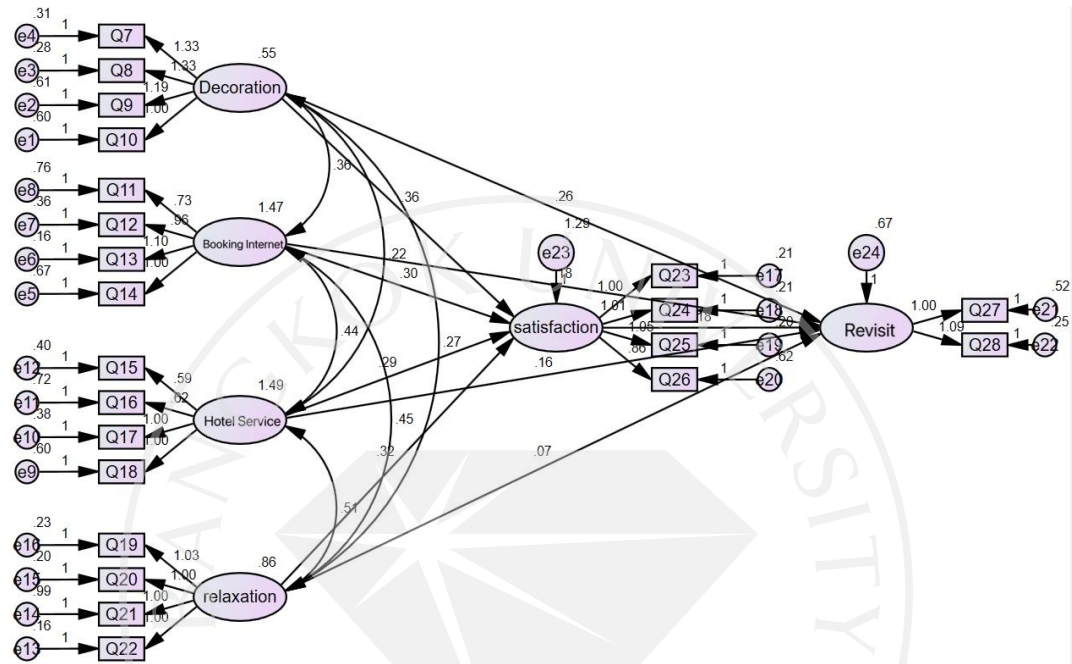 .31
e4 1 Q7
.28
e3 Q8
.61
e2 1 Q9
.60
e1 1 Q10
1.33
1.33
1.19
1.00
.55
Decoration
.76
e8 1 Q11
.36
e7 1 Q12
.16
e6 1 Q13
.67
e5 1 Q14
.73
.96
1.10
1.00
1.47
Booking Internet
.40
e12 1 Q15
.72
e11 1 Q16
.38
e10 1 Q17
.60
e9 1 Q18
.59
.62
1.00
1.00
1.49
Hotel Service
.23
e16 1 Q19
.20
e15 1 Q20
.99
e14 1 Q21
.16
e13 1 Q22
1.03
1.00
1.00
1.00
.86
relaxation
.36
.36
.22
.30
.44
.27
.29
.45
.32
.51
.26
.16
.07
1.29
e23
.18
1
satisfaction
1.00
1.01
1.05
.86
Q23 1 e17
.21
Q24 e18
.21
.18
Q25 1 e19
.20
Q26 1 e20
.62
.67
e24
1
Revisit
1.00
1.09
Q27 1 e21
.52
Q28 1 e22
.25
BANGKOK UNIVERSITY